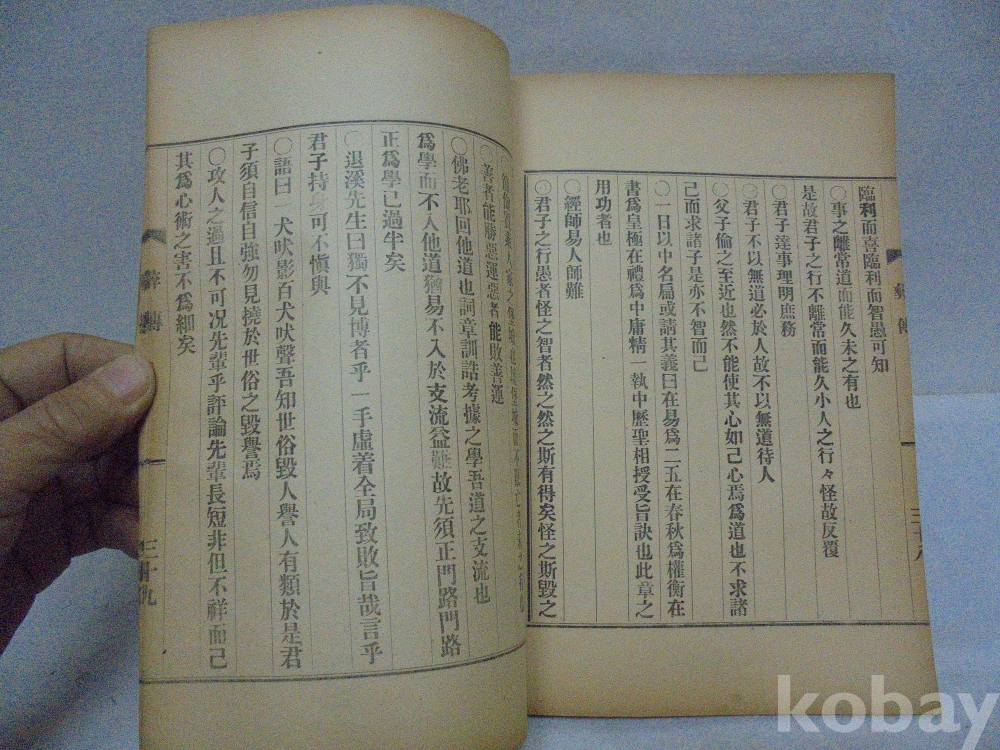 臨利而喜臨利而智愚可知
○事之離常道而能久未之有也
是故君子之行不離常而能久小人之行々怪故反覆
○君子達事理明庶務
○君子不以無道必於人故不以無道待人
○父子倫之至近也然不能使其心如己心焉爲道也不求諸
己而求諸子是亦不智而已
○一日以中名扁或請其義曰在易爲二五在春秋爲權衡在
書爲皇極在禮爲中庸精一執中歷聖相授受旨訣也此章之
用功者也
○經師易人師難
○君子之行愚者怪之智者然之然之斯有得矣怪之斯毀之
傳
三十八
善者能勝惡運惡者能敗善運
○佛老耶回他道也詞章訓誥考據之學吾道之支流也
爲學而不入他道猶易不入於支流益難故先須正門路門路
正爲學已過半矣
○退溪先生曰獨不見博者乎一手虛着全局致敗旨哉言乎
君子持可不愼與
○語曰一犬吠影百犬吠聲吾知世俗毀人譽人有類於是君
子須自信自強勿見撓於世俗之毀譽焉
○攻人之過且不可况先輩乎評論先輩長短非但不祥而已
其爲心術之害不爲細矣
傳
三十九
kobay